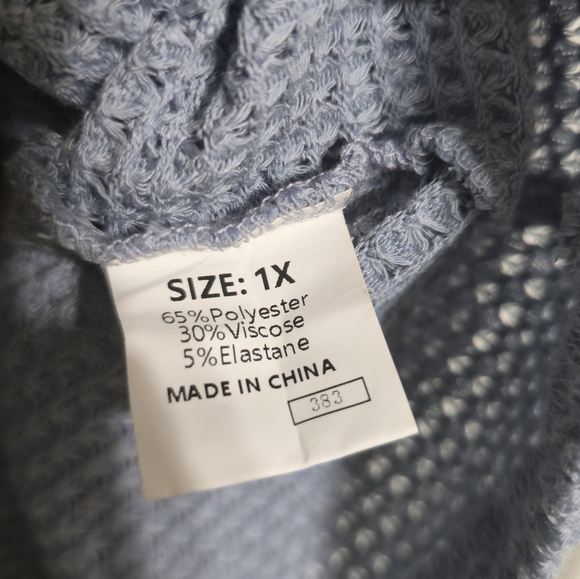 SIZE: 1X
65%Polyester
30%Viscose
5%Elastane
MADE IN CHINA
383